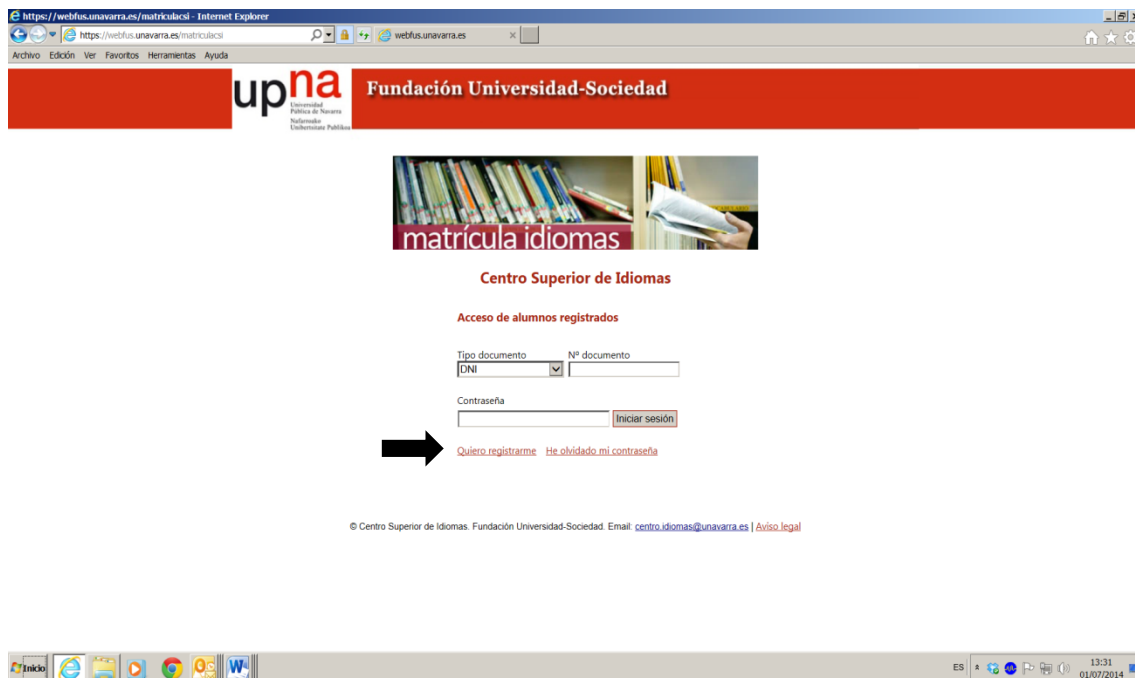 https://webfus.unavarra.es/matriculacsi - Internet Explorer
https://webfus.unavarra.es/matriculacsi
webfus.unavarra.es
Archivo Edición Ver Favoritos Herramientas Ayuda
upna
Universidad
Pública de Navarra
Nafarroako
Unibertsitate Publikoa
Fundación Universidad-Sociedad
matrícula idiomas
Centro Superior de Idiomas
Acceso de alumnos registrados
Tipo documento Nº documento
DNI
Contraseña
Iniciar sesión
Quiero registrarme He olvidado mi contraseña
© Centro Superior de Idiomas. Fundación Universidad-Sociedad. Email: centro.idiomas@unavarra.es | Aviso legal
Inicio
ES
13:31
01/07/2014